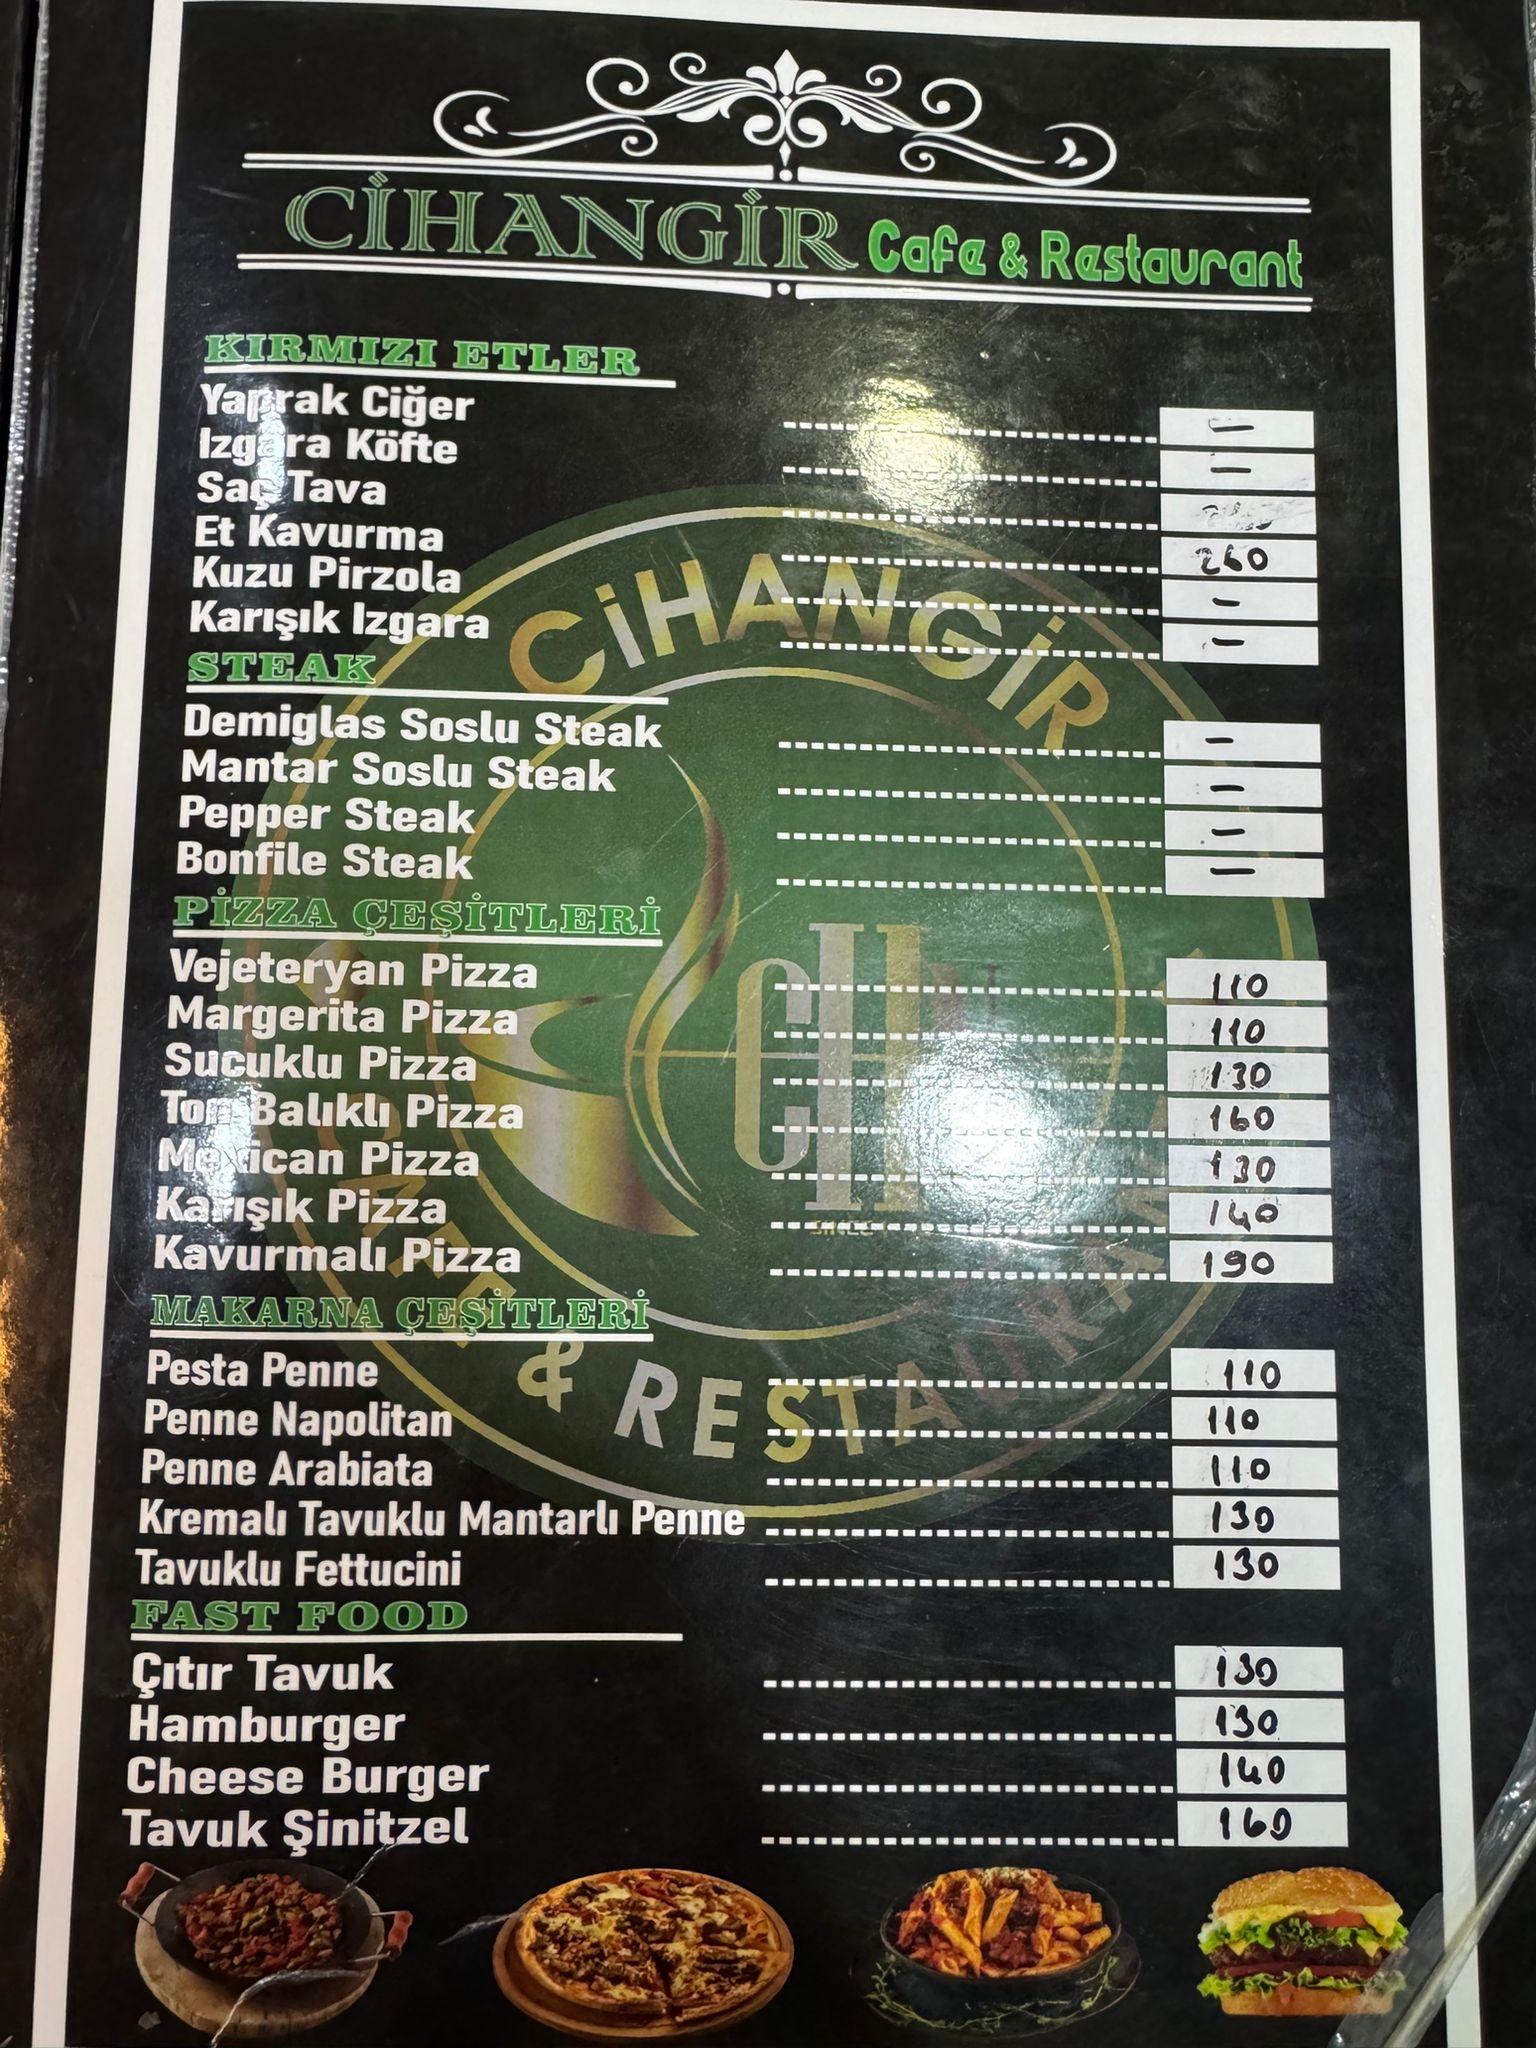 CİHANGİR Cafe & Restaurant
KIRMIZI ETLER
Yaprak Ciğer -
Izgara Köfte -
Saç Tava
Et Kavurma 260
Kuzu Pirzola -
Karışık Izgara -
STEAK
Demiglas Soslu Steak -
Mantar Soslu Steak -
Pepper Steak -
Bonfile Steak -
PİZZA ÇEŞİTLERİ
Vejeteryan Pizza 110
Margerita Pizza 110
Sucuklu Pizza 130
Ton Balıklı Pizza 160
Mexican Pizza 130
Karışık Pizza 140
Kavurmalı Pizza 190
MAKARNA ÇEŞİTLERİ
Pesta Penne 110
Penne Napolitan 110
Penne Arabiata 110
Kremalı Tavuklu Mantarlı Penne 130
Tavuklu Fettucini 130
FAST FOOD
Çıtır Tavuk 130
Hamburger 130
Cheese Burger 140
Tavuk Şinitzel 160
CİHANGİR
CAFE & RESTAURANT